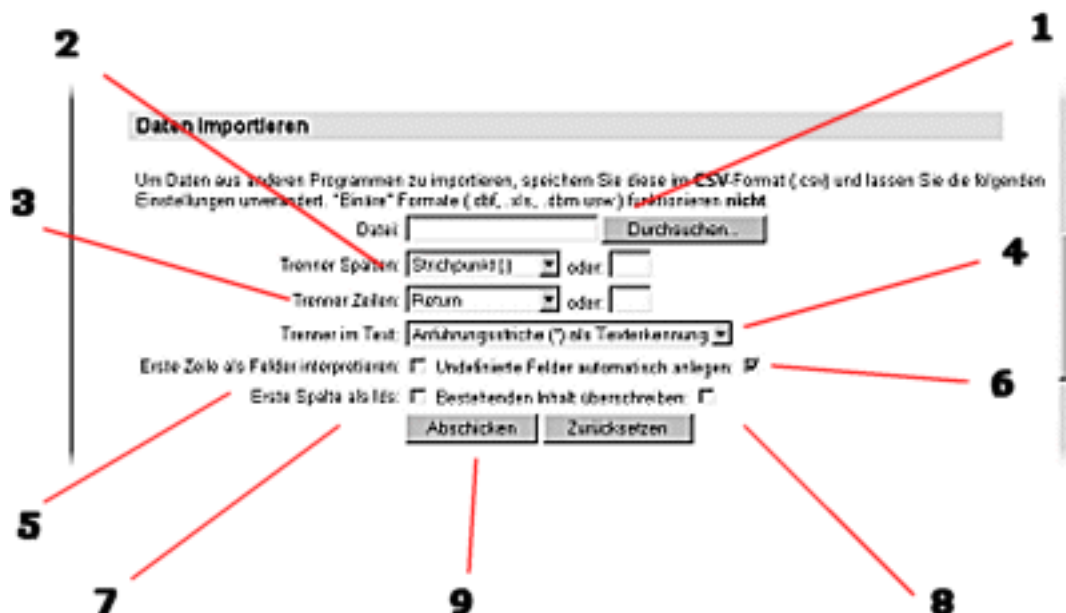 2
1
Daten Importieren
3
Um Daten aus anderen Programmen zu importieren, speichern Sie diese im CSV-Format (.csv) und lassen Sie die folgenden
Einstellungen unverändert. "Binäre" Formate (.dbf, .xls, .dbm usw.) funktionieren nicht
Datei: Durchsuchen...
Trenner Spalten: Strichpunkt (;) oder:
4
Trenner Zeilen: Return oder:
Trenner im Text: Anführungsstriche (") als Texterkennung
Erste Zeile als Felder interpretieren: Undefinierte Felder automatisch anlegen:
6
Erste Spalte als Ids: Bestehenden Inhalt überschreiben:
Abschicken Zurücksetzen
5
7
9
8